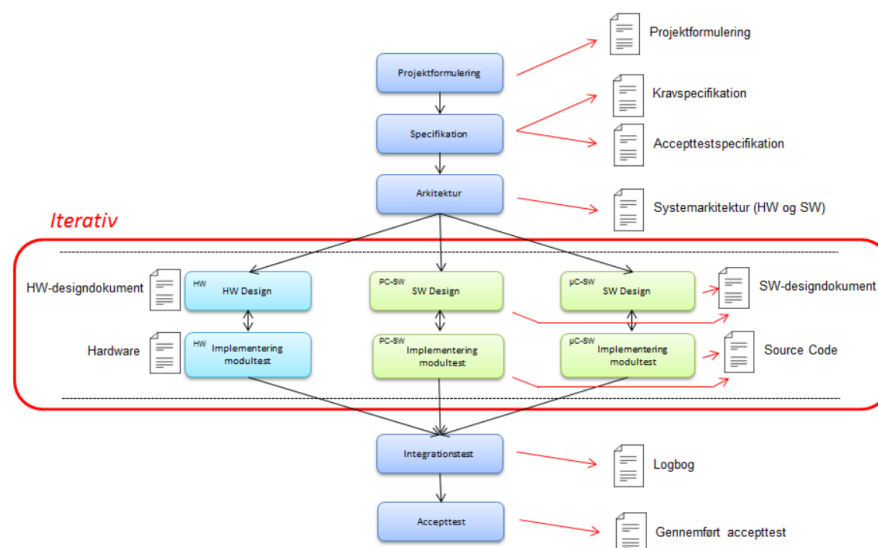 Projektformulering
Projektformulering
Kravspecifikation
Specifikation
Accepttestspecifikation
Arkitektur
Systemarkitektur (HW og SW)
Iterativ
HW-designdokument
HW
HW Design
PC-SW
SW Design
µC-SW
SW Design
SW-designdokument
Hardware
HW
Implementering
modultest
PC-SW
Implementering
modultest
µC-SW
Implementering
modultest
Source Code
Integrationstest
Logbog
Accepttest
Gennemført accepttest